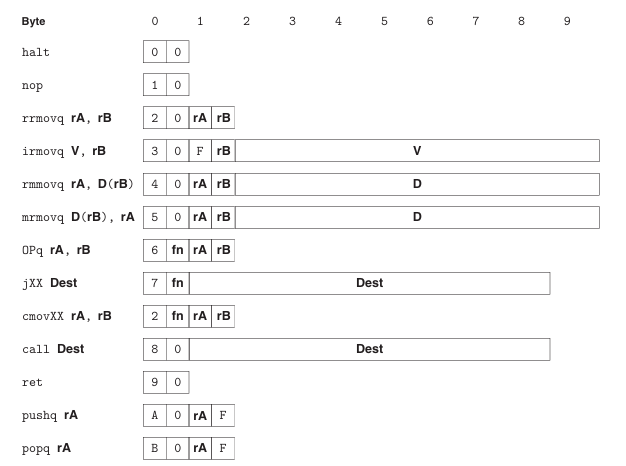 Byte 0 1 2 3 4 5 6 7 8 9
halt 0 0
nop 1 0
rrmovq rA, rB 2 0 rA rB
irmovq V, rB 3 0 F rB V
rmmovq rA, D(rB) 4 0 rA rB D
mrmovq D(rB), rA 5 0 rA rB D
OPq rA, rB 6 fn rA rB
jXX Dest 7 fn Dest
cmovXX rA, rB 2 fn rA rB
call Dest 8 0 Dest
ret 9 0
pushq rA A 0 rA F
popq rA B 0 rA F